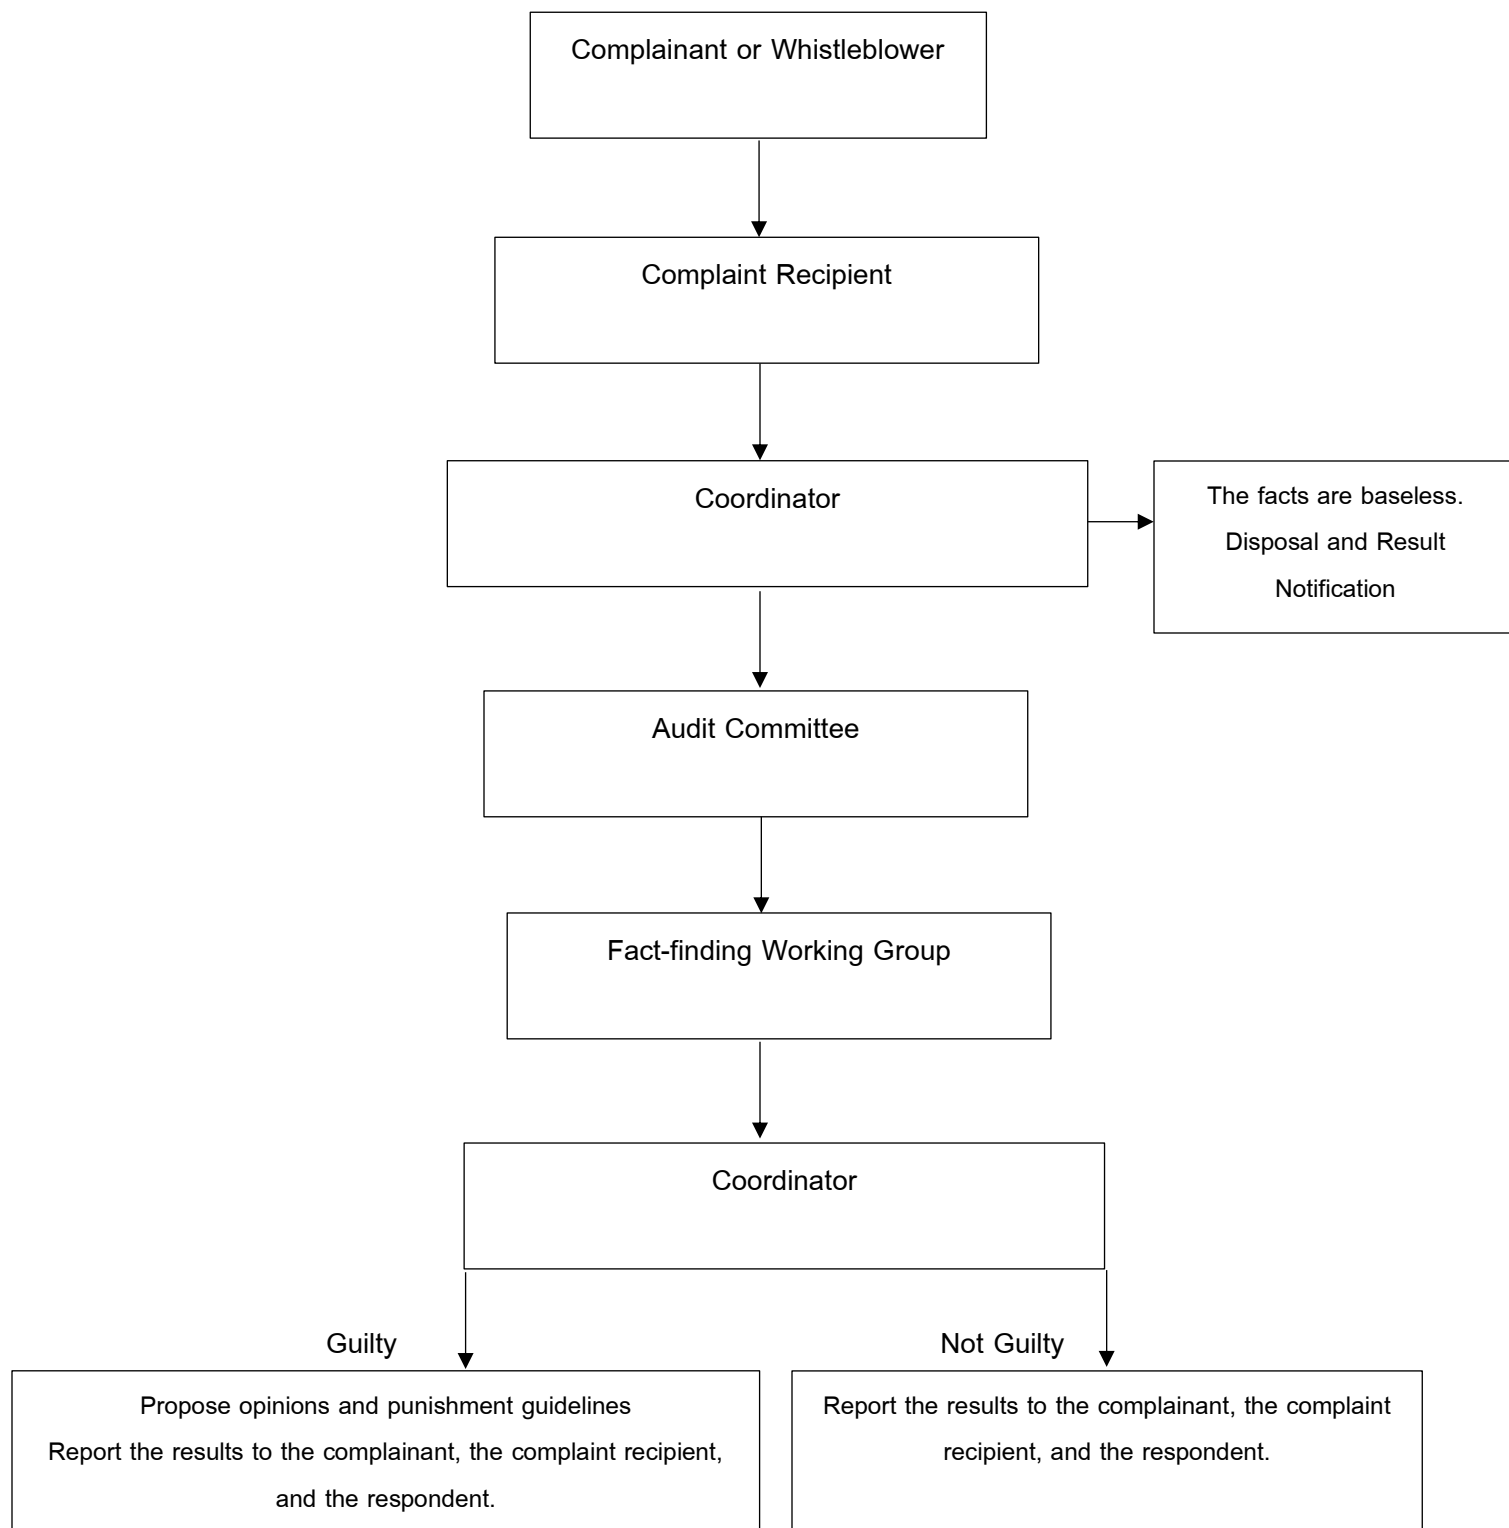 Complainant or Whistleblower
Complaint Recipient
Coordinator
The facts are baseless.
Disposal and Result
Notification
Audit Committee
Fact-finding Working Group
Coordinator
Guilty
Not Guilty
Propose opinions and punishment guidelines
Report the results to the complainant, the complaint recipient,
and the respondent.
Report the results to the complainant, the complaint
recipient, and the respondent.